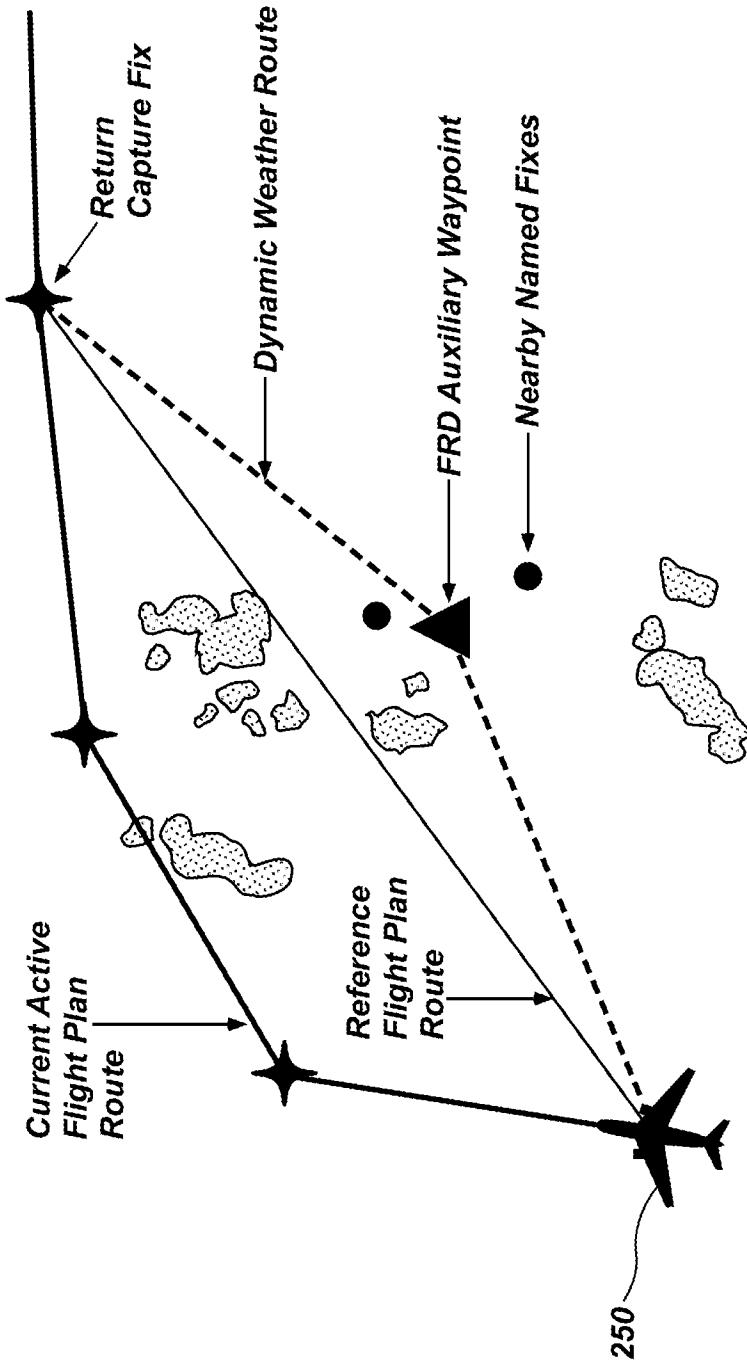 Current Active
Flight Plan
Route
Return
Capture Fix
Dynamic Weather Route
Reference
Flight Plan
Route
FRD Auxiliary Waypoint
Nearby Named Fixes
250